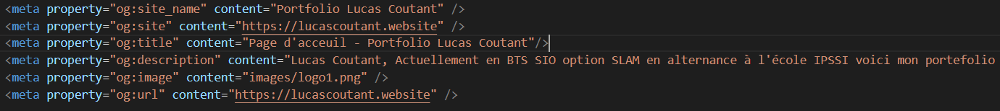 <meta property="og:site_name" content="Portfolio Lucas Coutant" />
<meta property="og:site" content="https://lucascoutant.website" />
<meta property="og:title" content="Page d'acceuil - Portfolio Lucas Coutant"/>
<meta property="og:description" content="Lucas Coutant, Actuellement en BTS SIO option SLAM en alternance à l'école IPSSI voici mon portefolio
<meta property="og:image" content="images/logo1.png" />
<meta property="og:url" content="https://lucascoutant.website" />